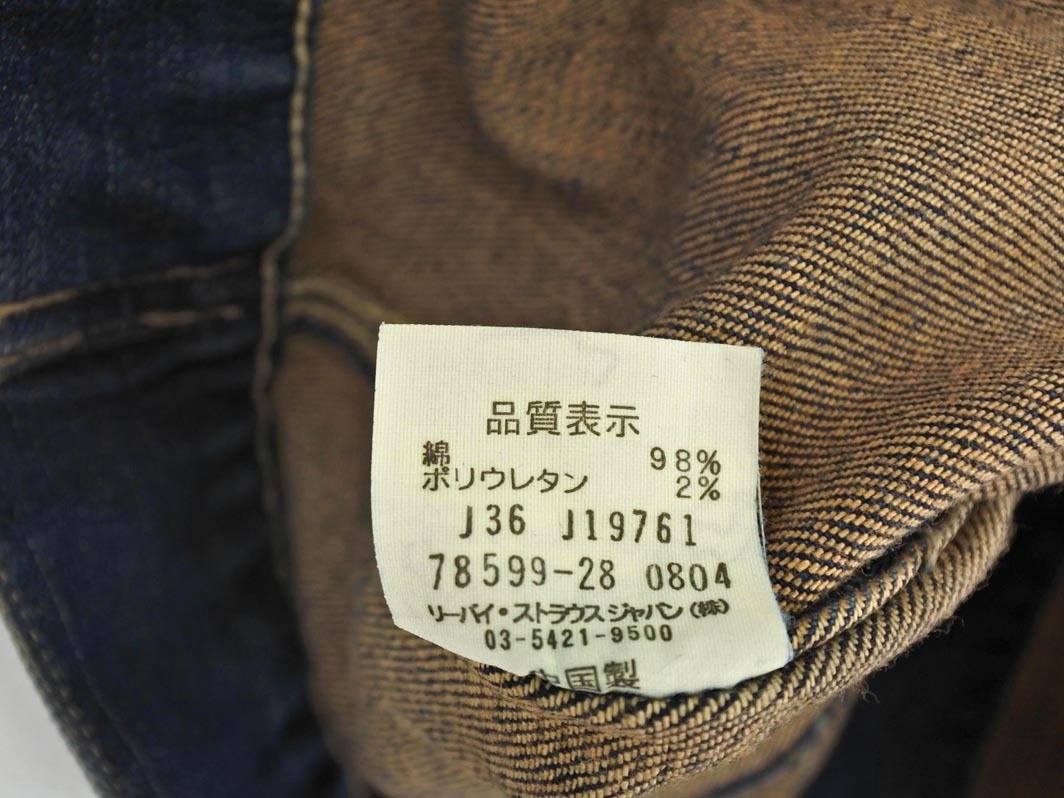 品質表示
綿 98%
ポリウレタン 2%
J36 J19761
78599-28 0804
リーバイ・ストラウスジャパン(株)
03-5421-9500
中国製